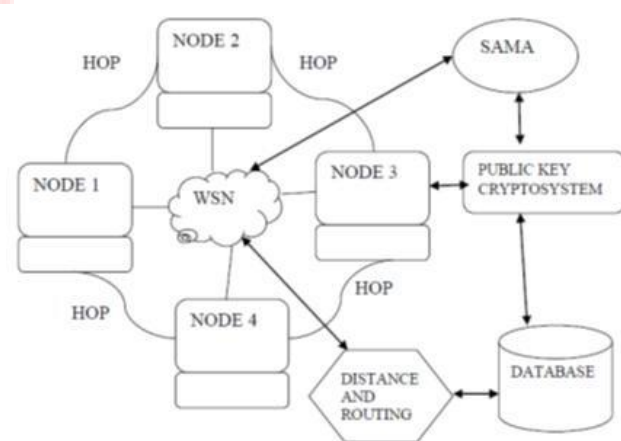 NODE 2
HOP
HOP
SAMA
NODE 1
WSN
NODE 3
PUBLIC KEY
CRYPTOSYSTEM
HOP
NODE 4
HOP
DISTANCE
AND
ROUTING
DATABASE